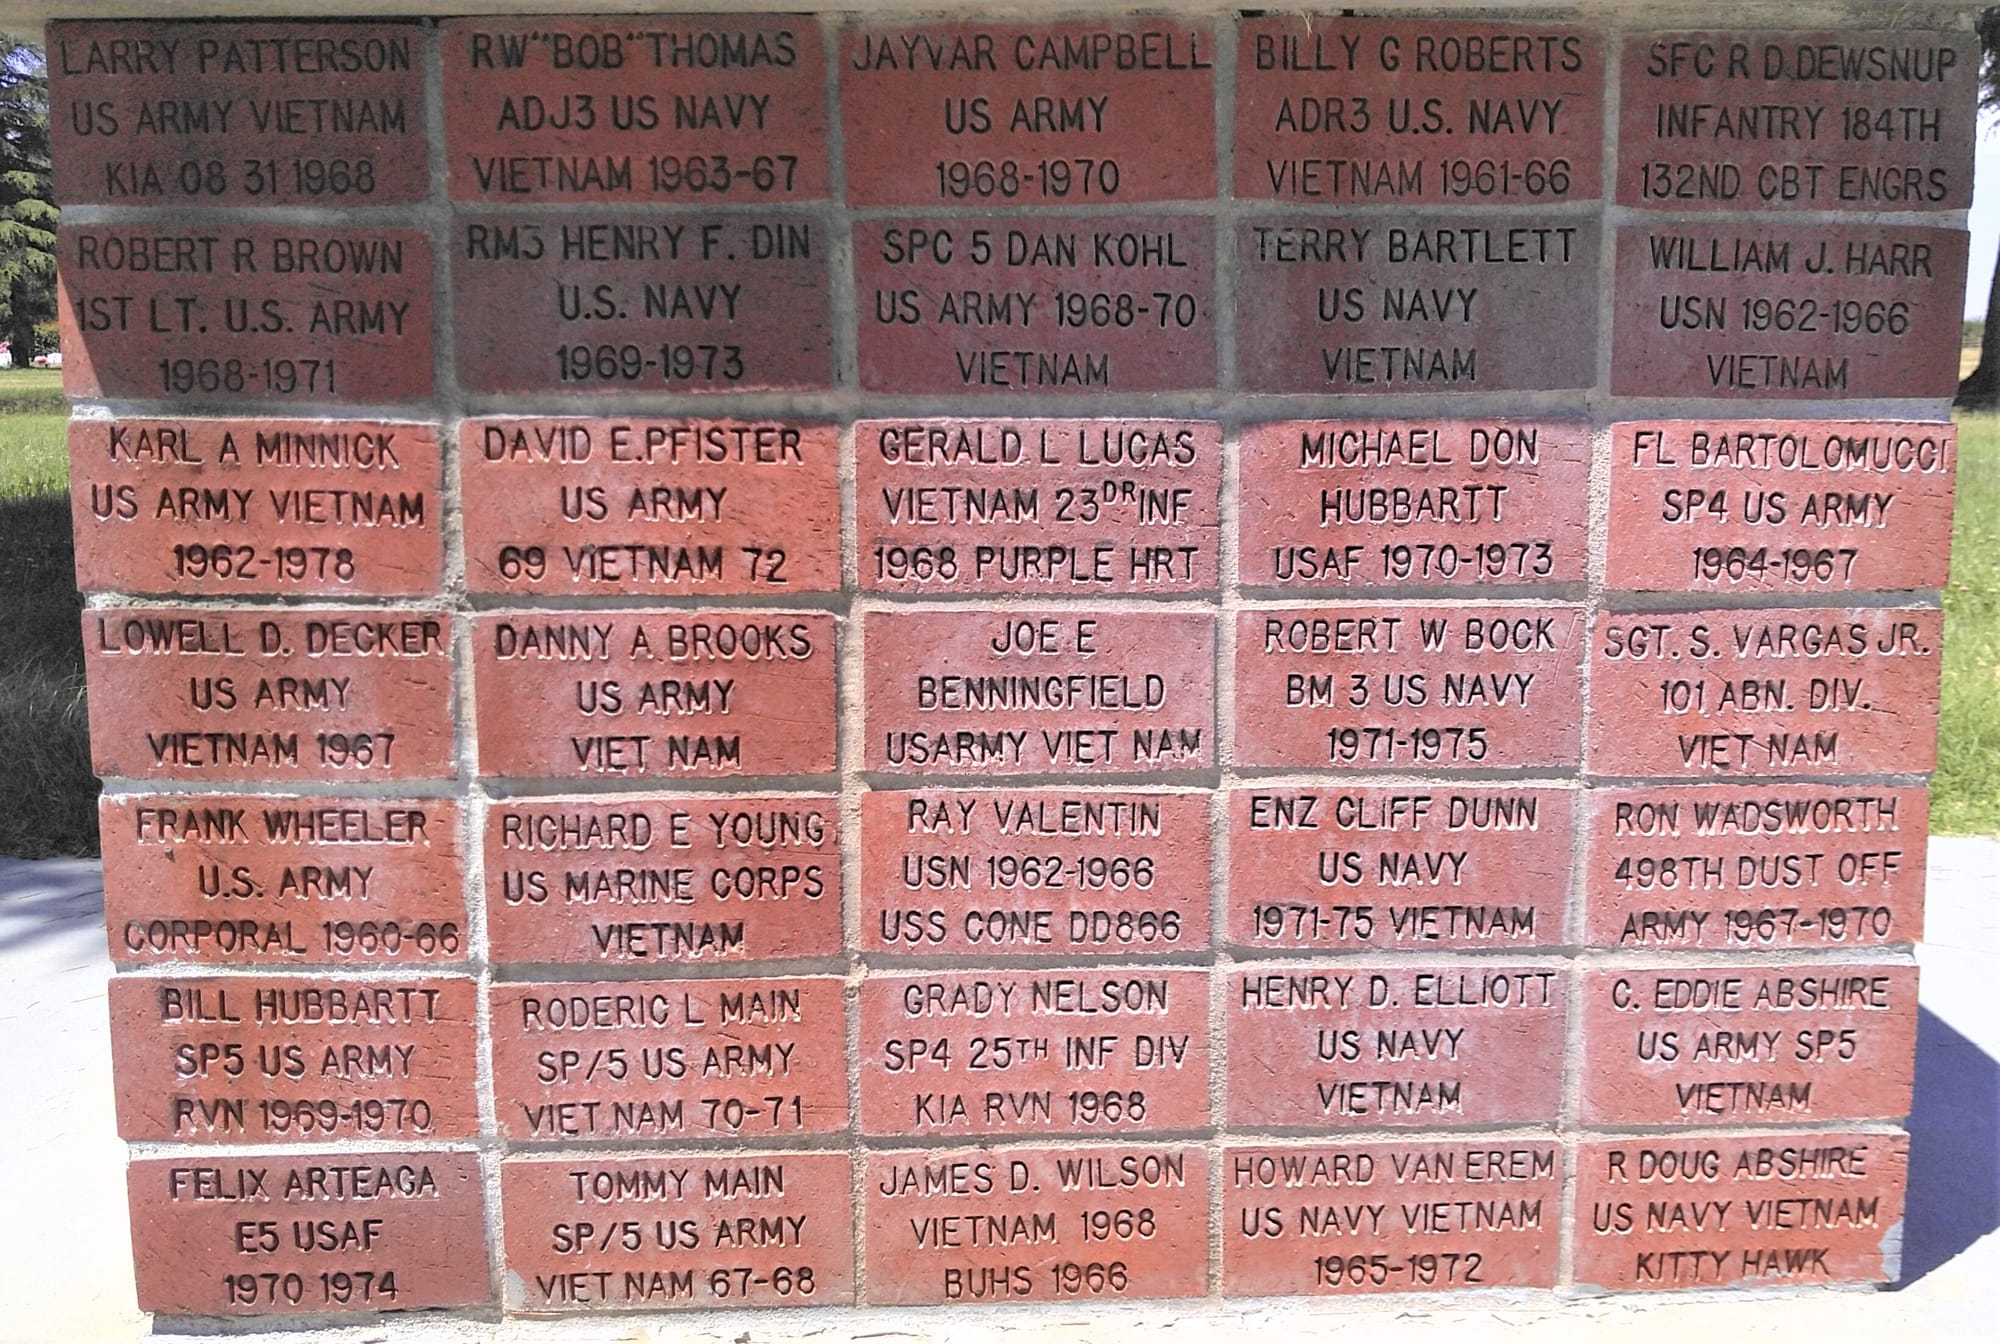 LARRY PATTERSON
US ARMY VIETNAM
KIA 08 31 1968
RW "BOB" THOMAS
ADJ3 US NAVY
VIETNAM 1963-67
JAYVAR CAMPBELL
US ARMY
1968-1970
BILLY G ROBERTS
ADR3 U.S. NAVY
VIETNAM 1961-66
SFC R D DEWSNUP
INFANTRY 184TH
132ND CBT ENGRS
ROBERT R BROWN
1ST LT. U.S. ARMY
1968-1971
RM3 HENRY F. DIN
U.S. NAVY
1969-1973
SPC 5 DAN KOHL
US ARMY 1968-70
VIETNAM
TERRY BARTLETT
US NAVY
VIETNAM
WILLIAM J. HARR
USN 1962-1966
VIETNAM
KARL A MINNICK
US ARMY VIETNAM
1962-1978
DAVID E.PFISTER
US ARMY
69 VIETNAM 72
GERALD L LUCAS
VIETNAM 23DR INF
1968 PURPLE HRT
MICHAEL DON
HUBBARTT
USAF 1970-1973
FL BARTOLOMUCCI
SP4 US ARMY
1964-1967
LOWELL D. DECKER
US ARMY
VIETNAM 1967
DANNY A BROOKS
US ARMY
VIET NAM
JOE E
BENNINGFIELD
USARMY VIET NAM
ROBERT W BOCK
BM 3 US NAVY
1971-1975
SGT. S. VARGAS JR.
101 ABN. DIV.
VIET NAM
FRANK WHEELER
U.S. ARMY
CORPORAL 1960-66
RICHARD E YOUNG
US MARINE CORPS
VIETNAM
RAY VALENTIN
USN 1962-1966
USS CONE DD866
ENZ CLIFF DUNN
US NAVY
1971-75 VIETNAM
RON WADSWORTH
498TH DUST OFF
ARMY 1967-1970
BILL HUBBARTT
SP5 US ARMY
RVN 1969-1970
RODERIC L MAIN
SP/5 US ARMY
VIET NAM 70-71
GRADY NELSON
SP4 25TH INF DIV
KIA RVN 1968
HENRY D. ELLIOTT
US NAVY
VIETNAM
C. EDDIE ABSHIRE
US ARMY SP5
VIETNAM
FELIX ARTEAGA
E5 USAF
1970 1974
TOMMY MAIN
SP/5 US ARMY
VIET NAM 67-68
JAMES D. WILSON
VIETNAM 1968
BUHS 1966
HOWARD VAN EREM
US NAVY VIETNAM
1965-1972
R DOUG ABSHIRE
US NAVY VIETNAM
KITTY HAWK